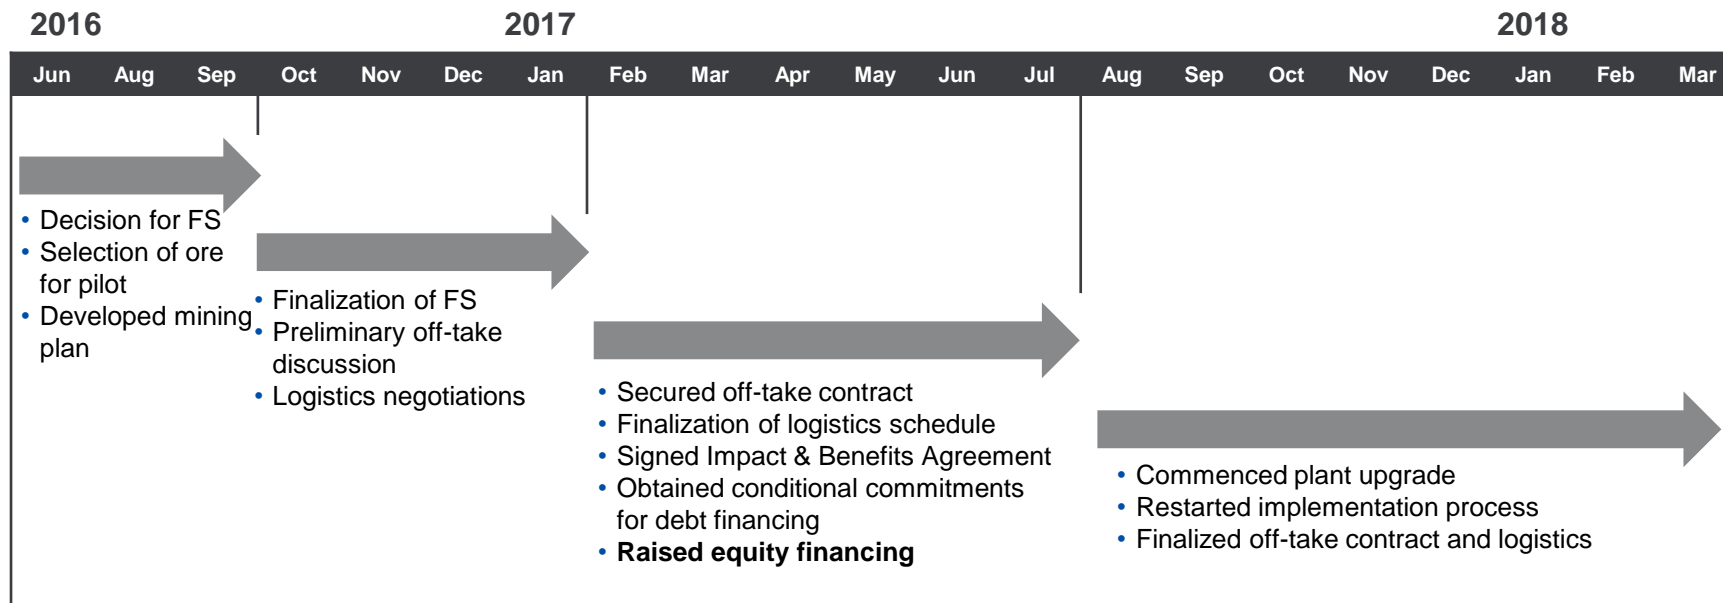 2016 2017 2018
Jun Aug Sep Oct Nov Dec Jan Feb Mar Apr May Jun Jul Aug Sep Oct Nov Dec Jan Feb Mar
• Decision for FS
• Selection of ore
for pilot
• Developed mining
plan
• Finalization of FS
• Preliminary off-take
discussion
• Logistics negotiations
• Secured off-take contract
• Finalization of logistics schedule
• Signed Impact & Benefits Agreement
• Obtained conditional commitments
for debt financing
• Raised equity financing
• Commenced plant upgrade
• Restarted implementation process
• Finalized off-take contract and logistics